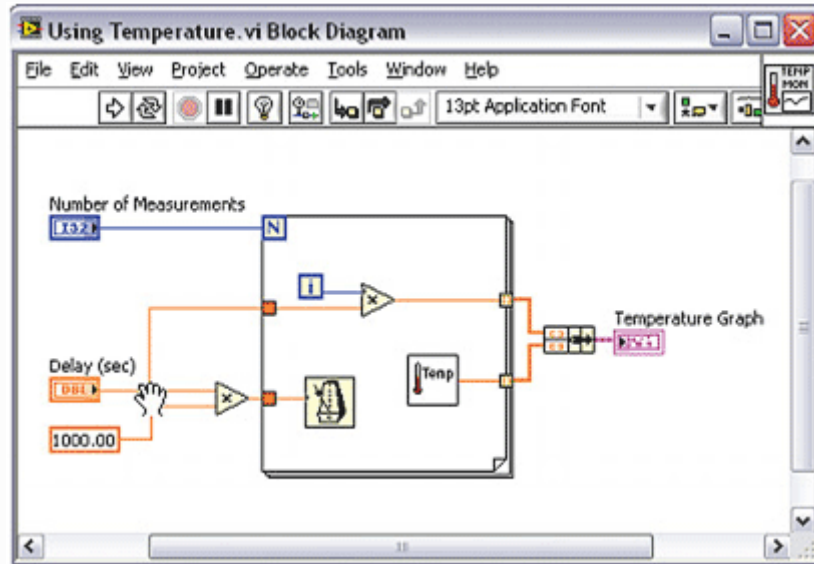 Using Temperature.vi Block Diagram
File Edit View Project Operate Tools Window Help
TEMP
MON
13pt Application Font
Number of Measurements
I32
N
i
x
Temperature Graph
Temp
Delay (sec)
DBL
x
1000.00